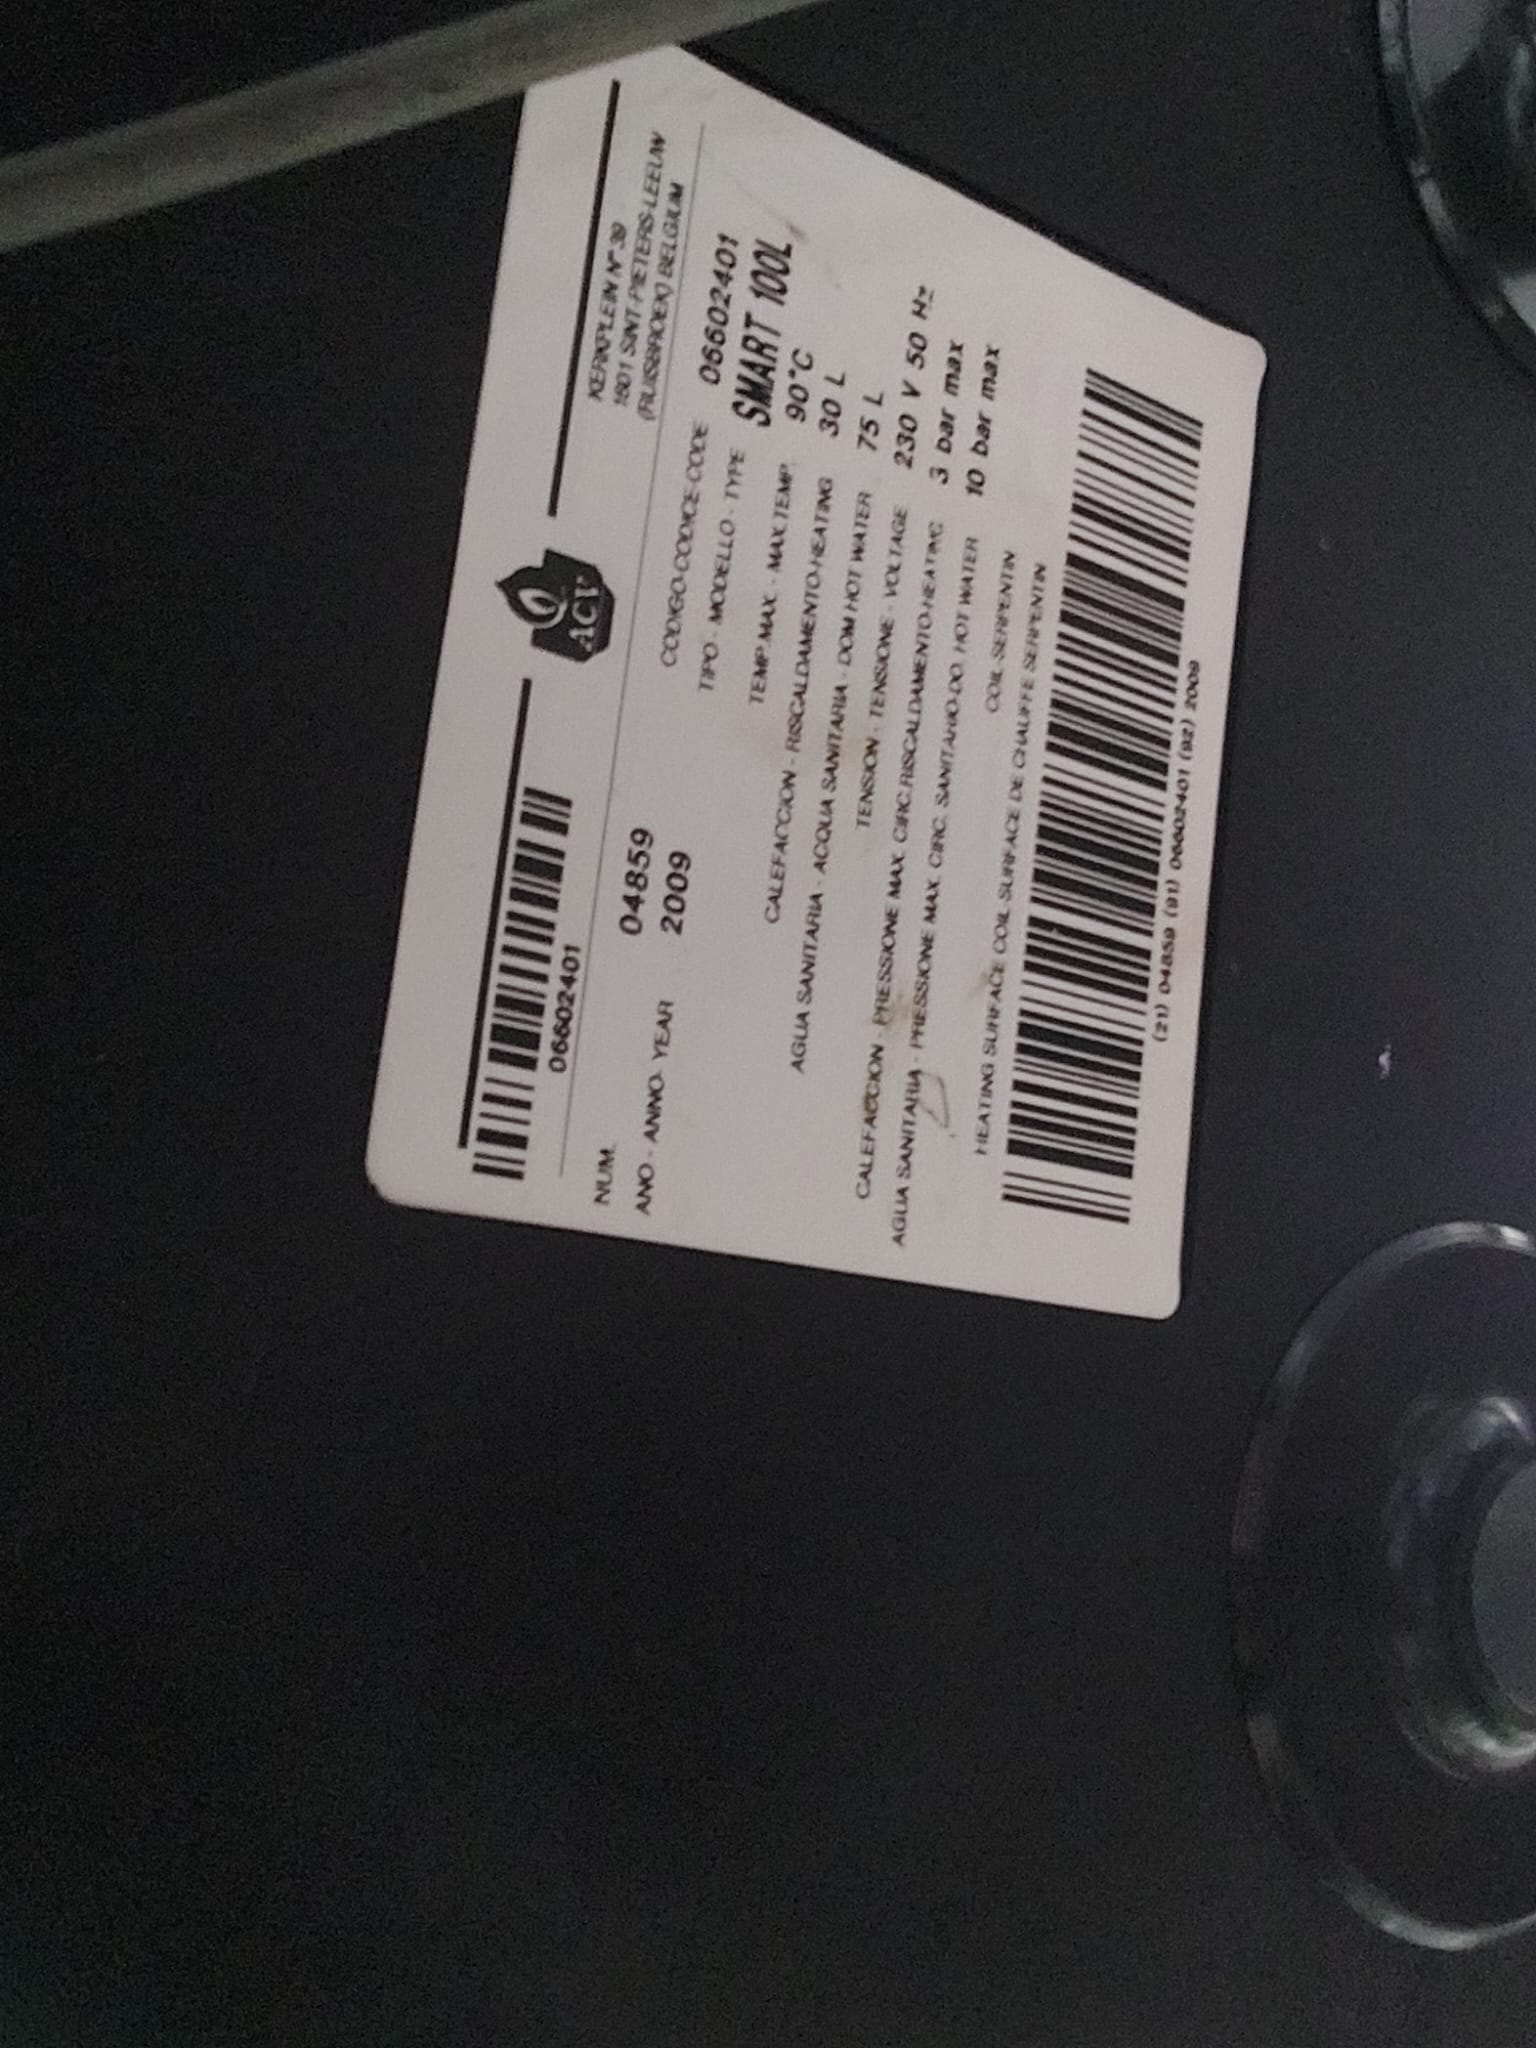 06602401
ACV
KERKPLEIN N°39
1601 SINT-PIETERS-LEEUW
(RUISBROEK) BELGIUM
NUM. 04859 CODIGO-CODICE-CODE 06602401
ANO - ANNO- YEAR 2009 TIPO - MODELLO - TYPE SMART 100L
TEMP.MAX. - MAX.TEMP. 90°C
CALEFACCION - RISCALDAMENTO-HEATING 30 L
AGUA SANITARIA - ACQUA SANITARIA - DOM HOT WATER 75 L
TENSION - TENSIONE - VOLTAGE 230 V 50 Hz
CALEFACCION - PRESSIONE MAX. CIRC.RISCALDAMENTO-HEATING 3 bar max
AGUA SANITARIA - PRESSIONE MAX. CIRC. SANITARIO-DO. HOT WATER 10 bar max
COIL-SERPENTIN
HEATING SURFACE COIL-SURFACE DE CHAUFFE SERPENTIN
(21) 04859 (91) 06602401 (92) 2009